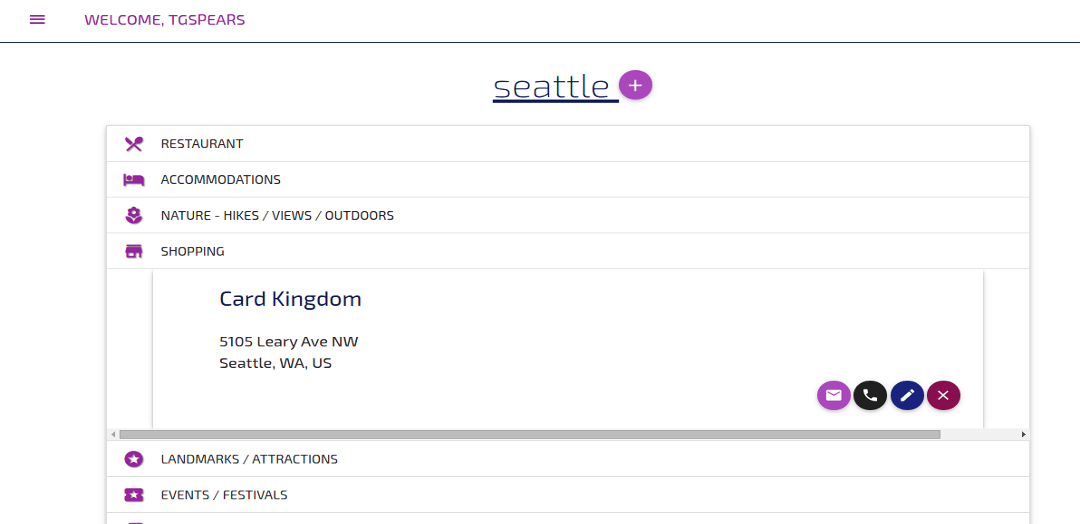 WELCOME, TGSPEARS
seattle
RESTAURANT
ACCOMMODATIONS
NATURE - HIKES / VIEWS / OUTDOORS
SHOPPING
Card Kingdom
5105 Leary Ave NW
Seattle, WA, US
LANDMARKS / ATTRACTIONS
EVENTS / FESTIVALS